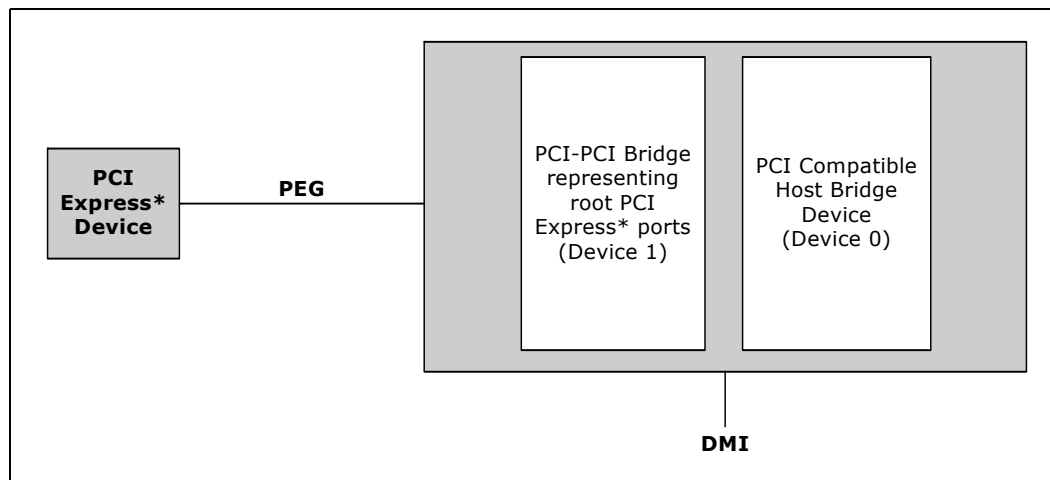 PCI
Express*
Device
PEG
PCI-PCI Bridge
representing
root PCI
Express* ports
(Device 1)
PCI Compatible
Host Bridge
Device
(Device 0)
DMI